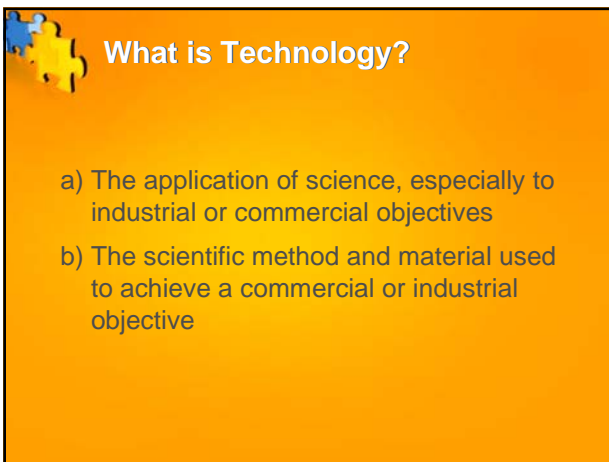 What is Technology?
a) The application of science, especially to
industrial or commercial objectives
b) The scientific method and material used
to achieve a commercial or industrial
objective